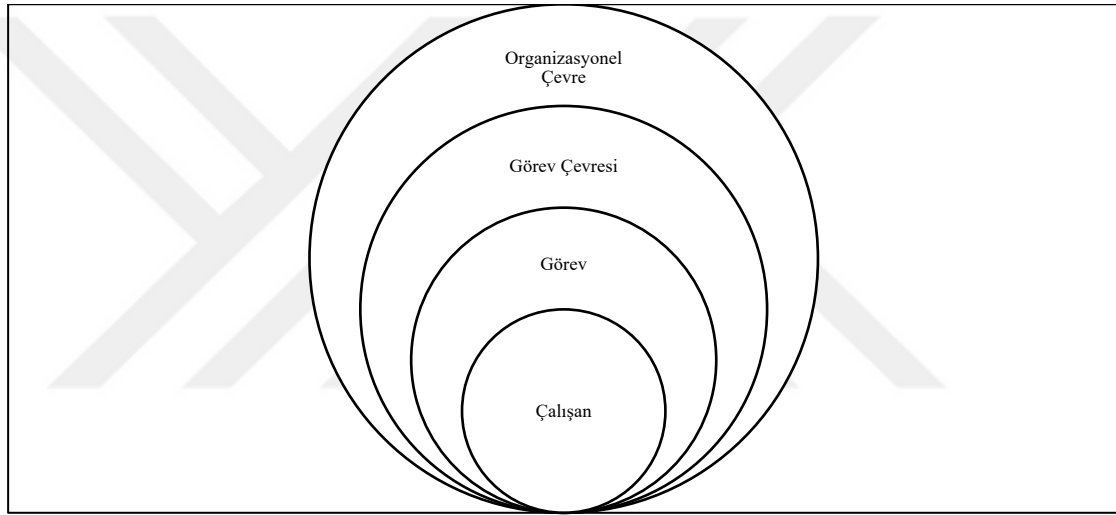 Organizasyonel
Çevre
Görev Çevresi
Görev
Çalışan